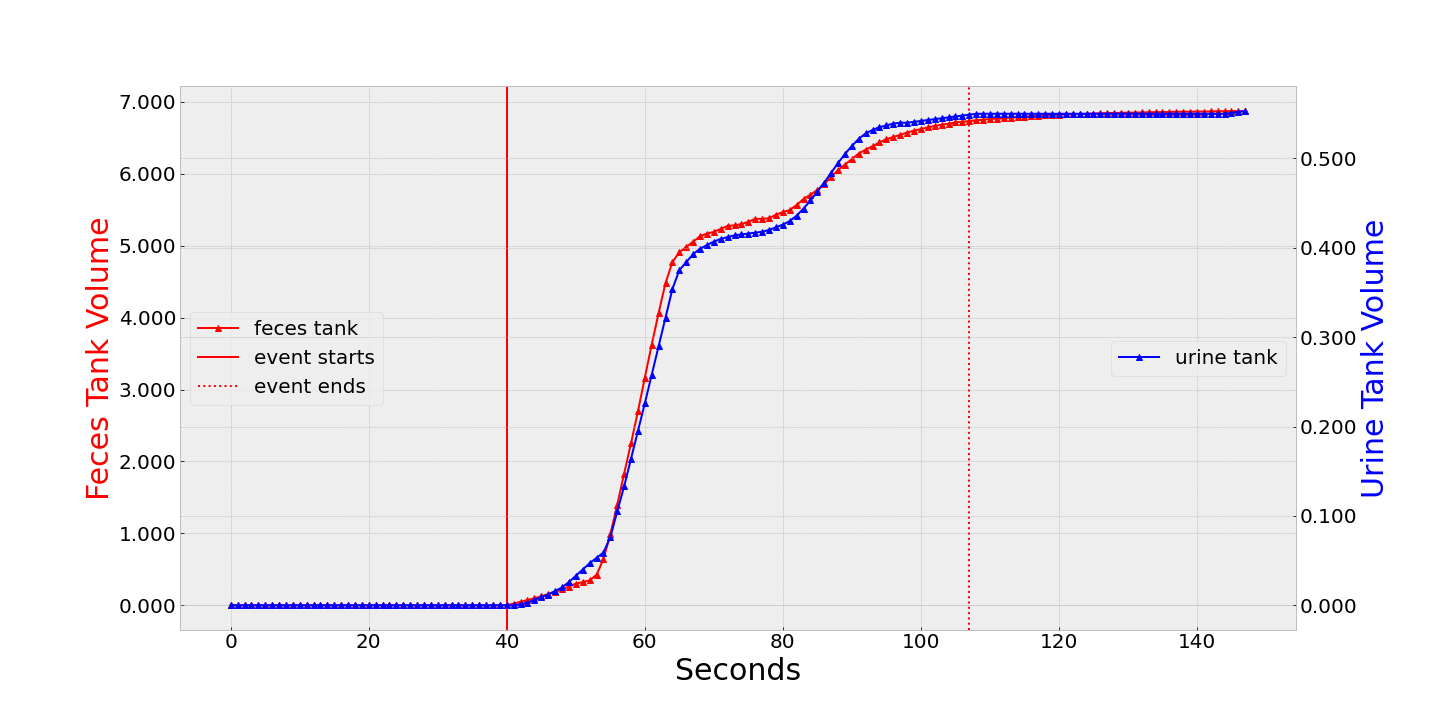 7.000
6.000
5.000
4.000
3.000
2.000
1.000
0.000
Feces Tank Volume
feces tank
event starts
event ends
urine tank
0.500
0.400
0.300
0.200
0.100
0.000
Urine Tank Volume
0 20 40 60 80 100 120 140
Seconds